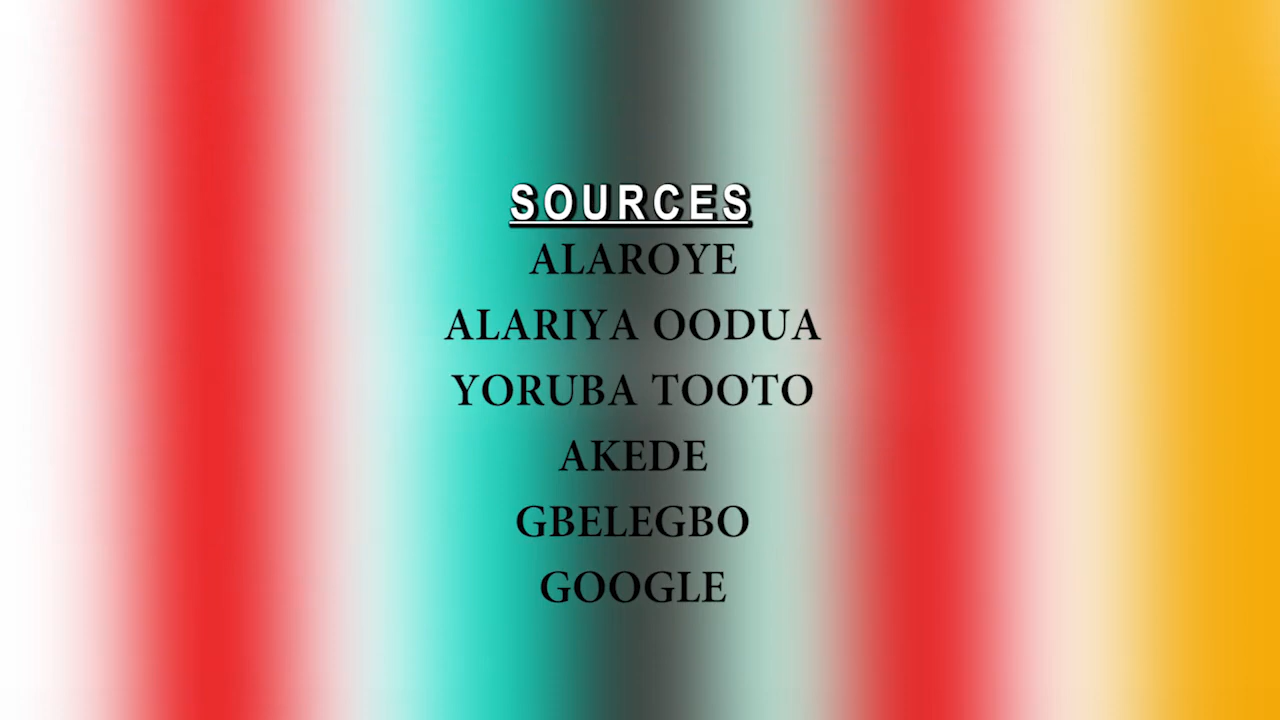 SOURCES
ALAROYE
ALARIYA OODUA
YORUBA TOOTO
AKEDE
GBELEGBO
GOOGLE